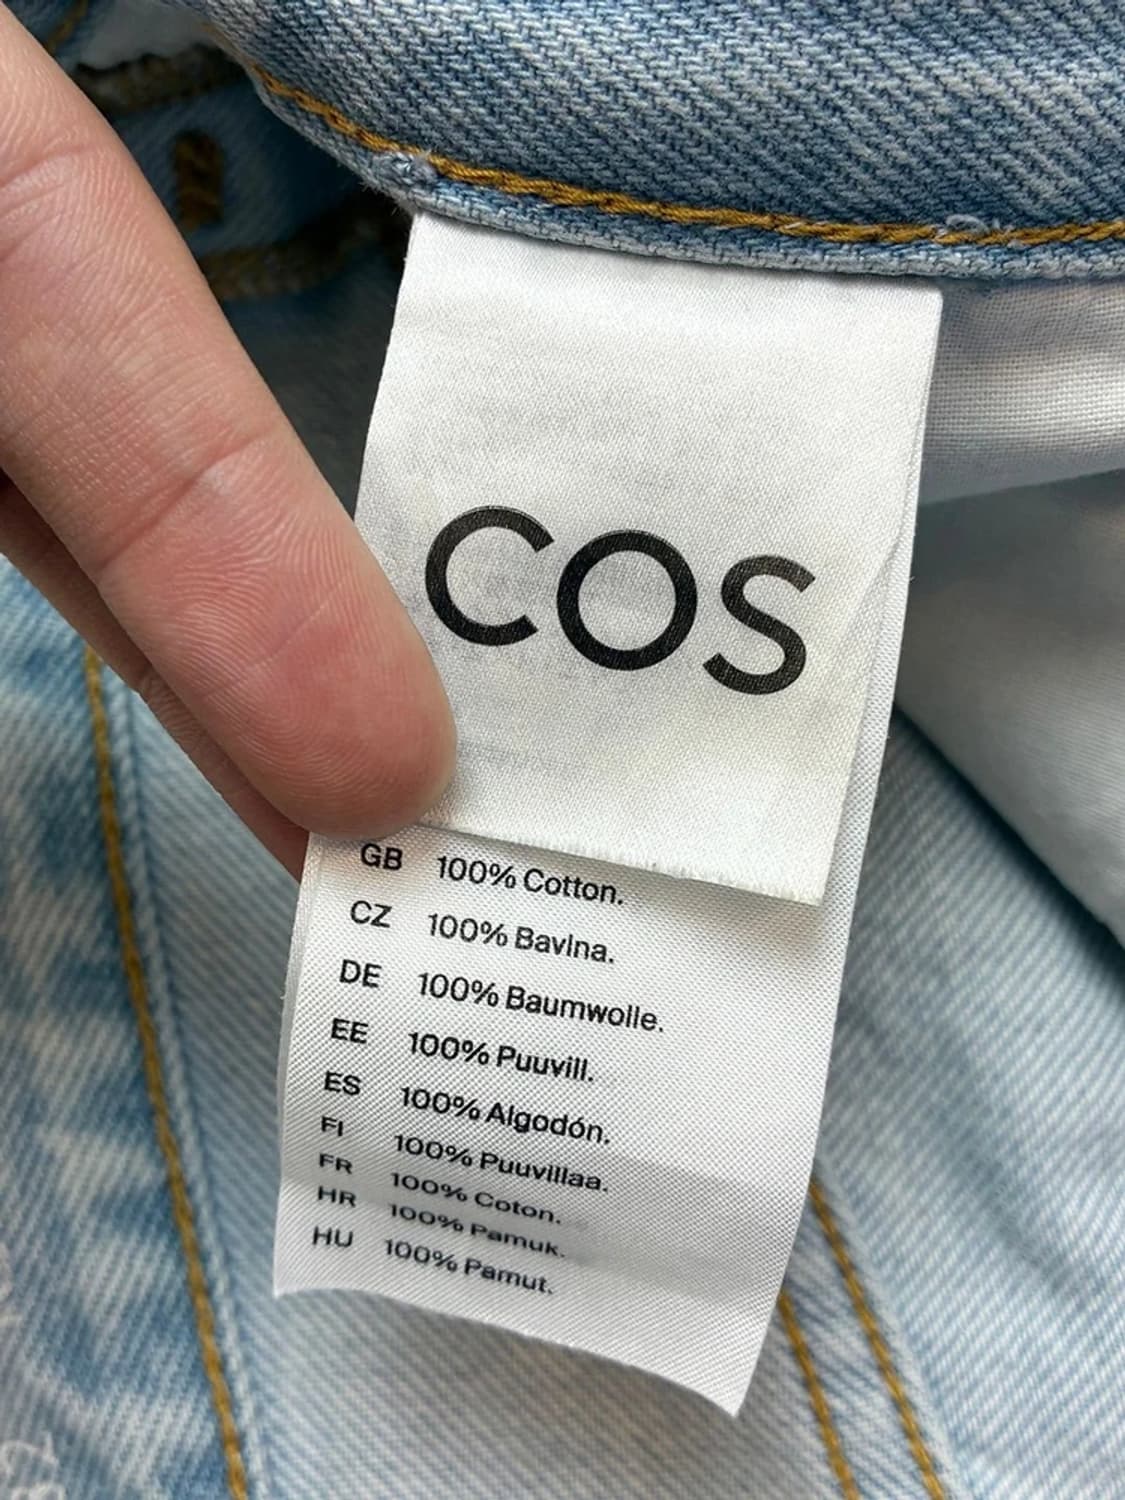 COS
GB 100% Cotton.
CZ 100% Bavlna.
DE 100% Baumwolle.
EE 100% Puuvill.
ES 100% Algodón.
FI 100% Puuvillaa.
FR 100% Coton.
HR 100% Pamuk.
HU 100% Pamut.